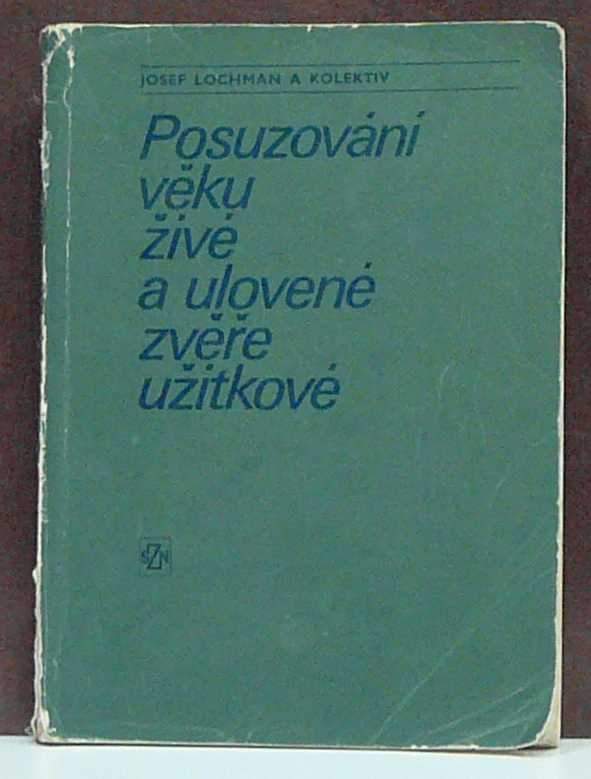 JOSEF LOCHMAN A KOLEKTIV
Posuzování
věku
živé
a ulovené
zvěře
užitkové
SZN